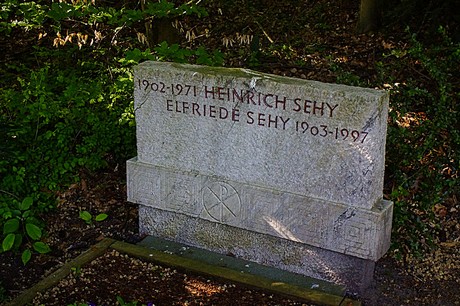 1902-1971 HEINRICH SEHY
ELFRIEDE SEHY 1903-1997